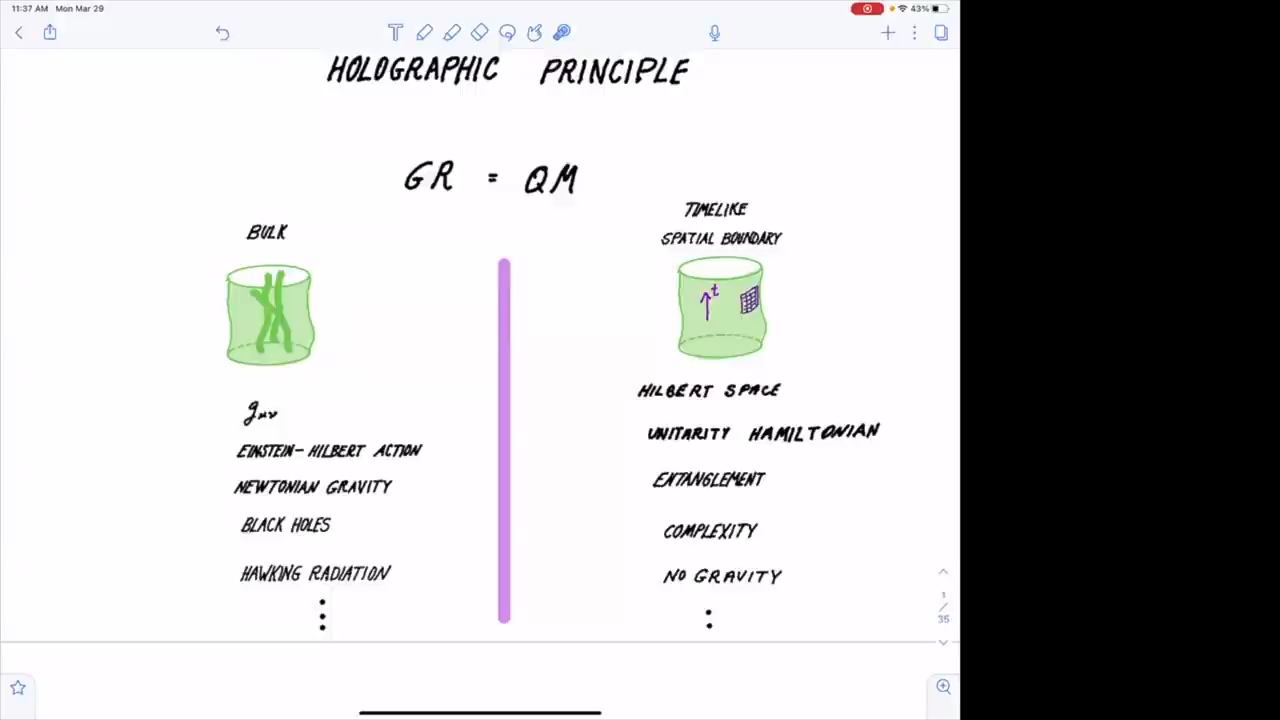 11:37 AM Mon Mar 29
43%
HOLOGRAPHIC PRINCIPLE
GR = QM
BULK
TIMELIKE
SPATIAL BOUNDARY
t
gμν
HILBERT SPACE
UNITARITY HAMILTONIAN
EINSTEIN-HILBERT ACTION
ENTANGLEMENT
NEWTONIAN GRAVITY
BLACK HOLES
COMPLEXITY
HAWKING RADIATION
NO GRAVITY
1
/
35